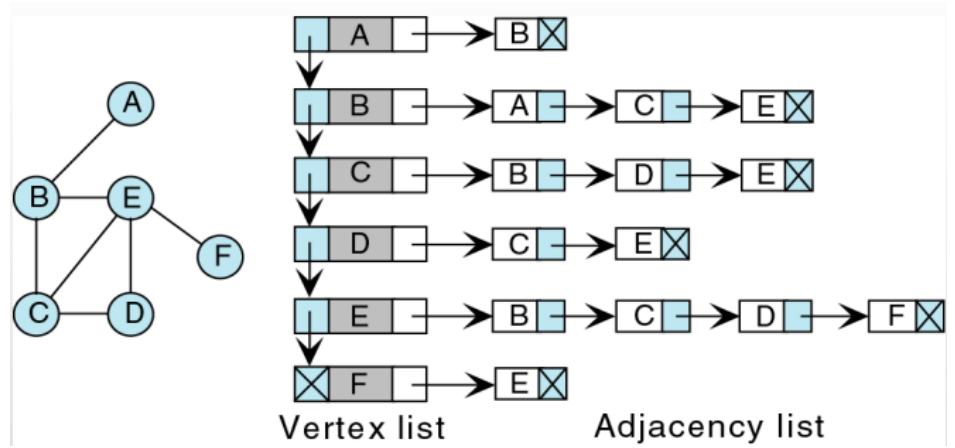 A
B E
F
C D
A B
B A C E
C B D E
D C E
E B C D F
F E
Vertex list Adjacency list